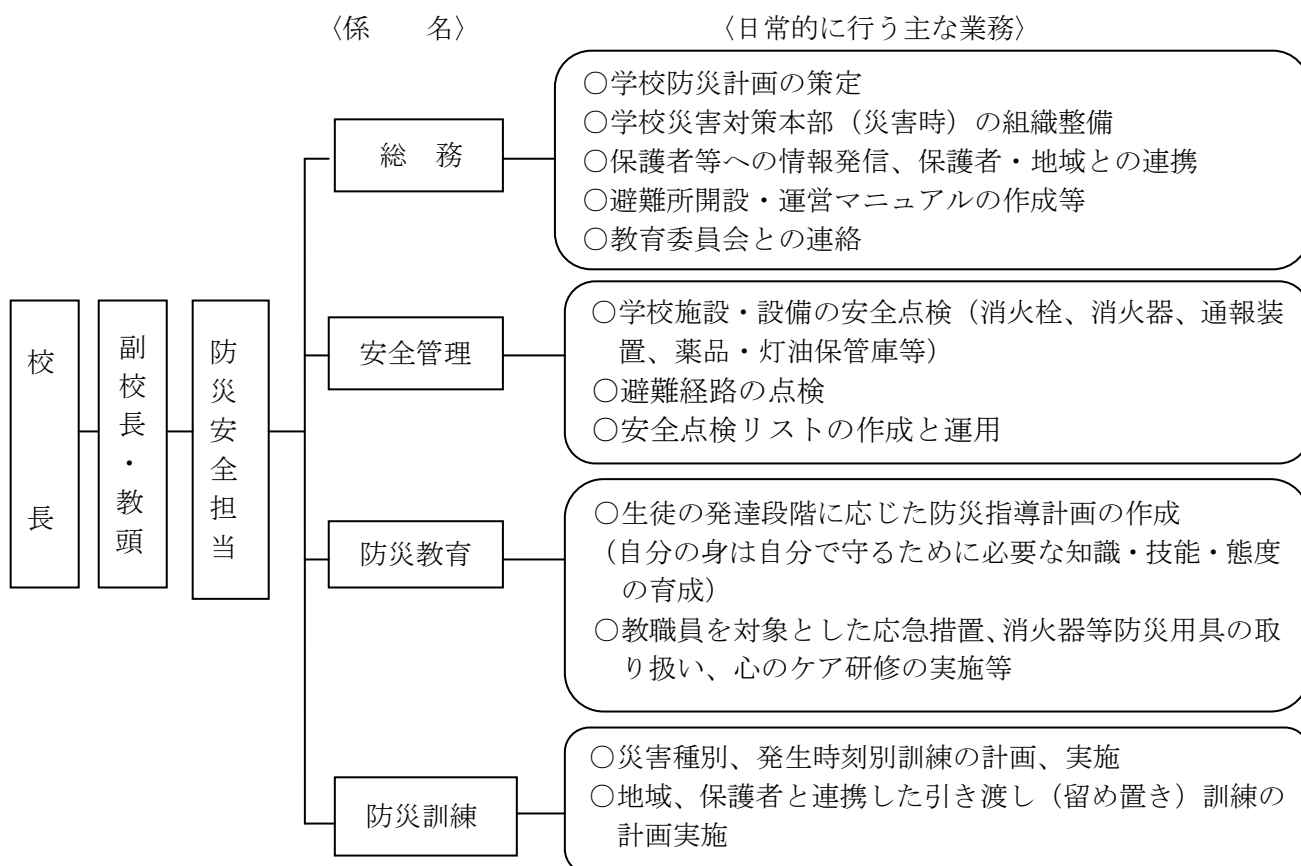 〈係　　名〉　〈日常的に行う主な業務〉
校長
副校長・教頭
防災安全担当
総　務
○学校防災計画の策定
○学校災害対策本部（災害時）の組織整備
○保護者等への情報発信、保護者・地域との連携
○避難所開設・運営マニュアルの作成等
○教育委員会との連絡
安全管理
○学校施設・設備の安全点検（消火栓、消火器、通報装
置、薬品・灯油保管庫等）
○避難経路の点検
○安全点検リストの作成と運用
防災教育
○生徒の発達段階に応じた防災指導計画の作成
（自分の身は自分で守るために必要な知識・技能・態度
の育成）
○教職員を対象とした応急措置、消火器等防災用具の取
り扱い、心のケア研修の実施等
防災訓練
○災害種別、発生時刻別訓練の計画、実施
○地域、保護者と連携した引き渡し（留め置き）訓練の
計画実施